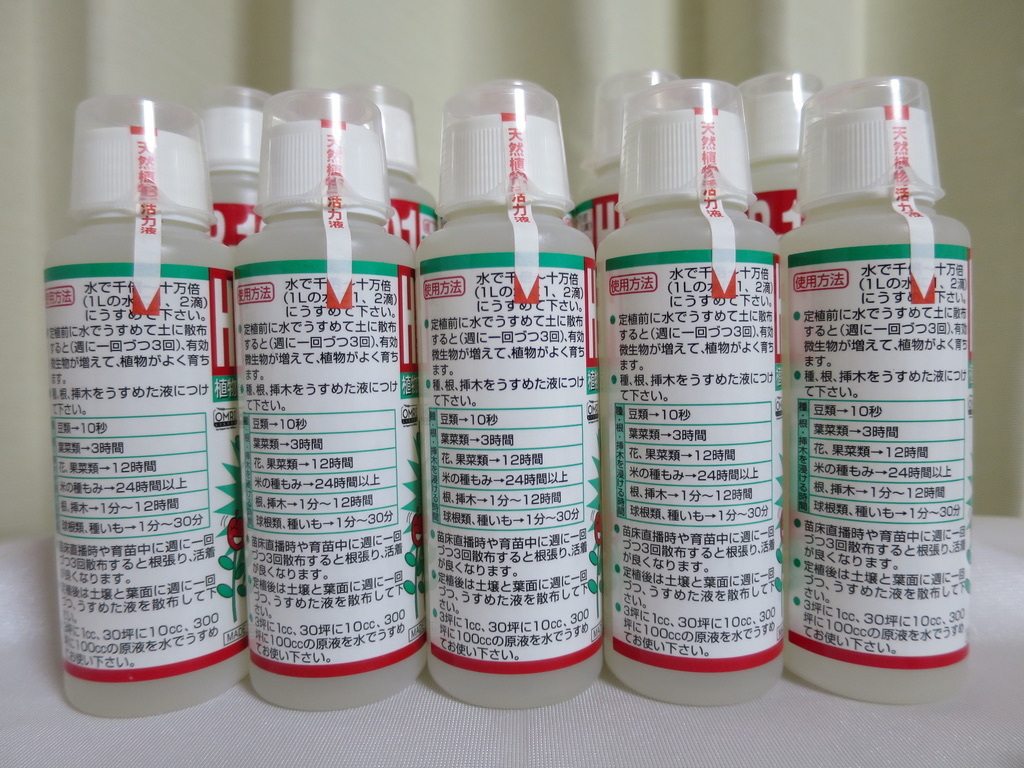 天然植物活力液
使用方法
水で千倍～十万倍
(1Lの水に1、2滴)
にうすめて下さい。
●定植前に水でうすめて土に散布
すると(週に一回づつ3回)、有効
微生物が増えて、植物がよく育ち
ます。
●種、根、挿木をうすめた液につけ
て下さい。
種・根・挿木を浸ける時間
豆類→10秒
葉菜類→3時間
花、果菜類→12時間
米の種もみ→24時間以上
根、挿木→1分〜12時間
球根類、種いも→1分〜30分
●苗床直播時や育苗中に週に一回
づつ3回散布すると根張り、活着
が良くなります。
●定植後は土壌と葉面に週に一回
づつ、うすめた液を散布して下
さい。
●3坪に1cc、30坪に10cc、300
坪に100ccの原液を水でうすめ
てお使い下さい。
OMRI